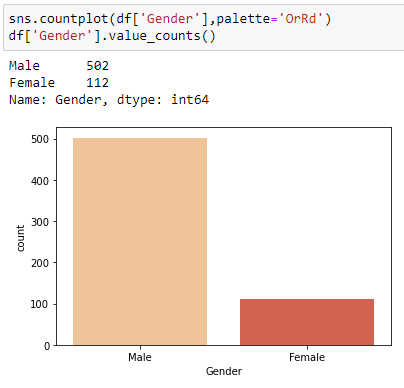 sns.countplot(df['Gender'],palette='OrRd')
df['Gender'].value_counts()
Male 502
Female 112
Name: Gender, dtype: int64
500
400
300
200
100
0
count
Male Female
Gender